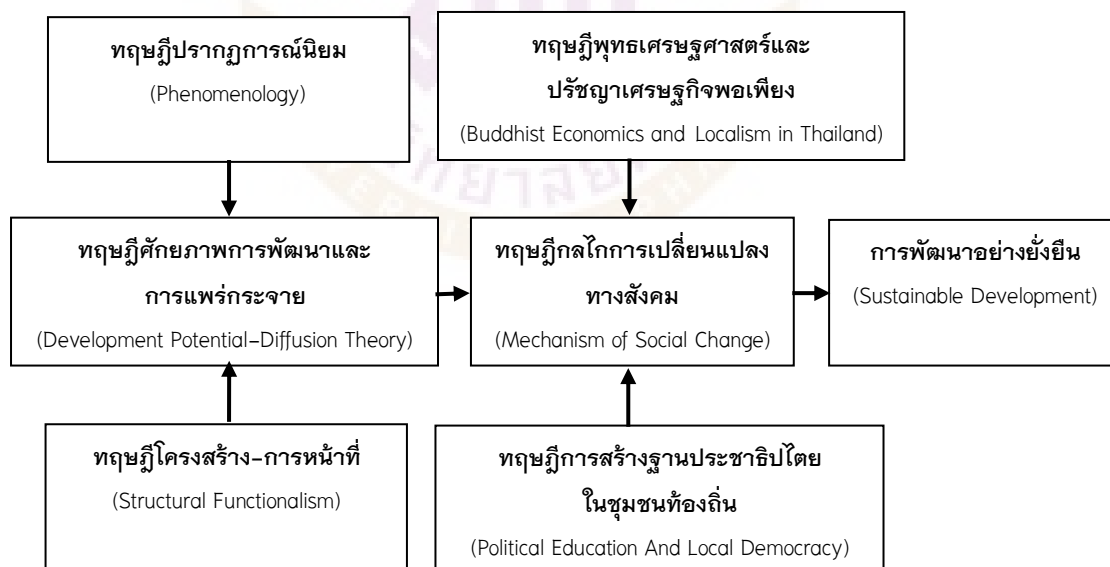 ทฤษฎีปรากฏการณ์นิยม
(Phenomenology)
ทฤษฎีพุทธเศรษฐศาสตร์และ
ปรัชญาเศรษฐกิจพอเพียง
(Buddhist Economics and Localism in Thailand)
ทฤษฎีศักยภาพการพัฒนาและ
การแพร่กระจาย
(Development Potential–Diffusion Theory)
ทฤษฎีกลไกการเปลี่ยนแปลง
ทางสังคม
(Mechanism of Social Change)
การพัฒนาอย่างยั่งยืน
(Sustainable Development)
ทฤษฎีโครงสร้าง-การหน้าที่
(Structural Functionalism)
ทฤษฎีการสร้างฐานประชาธิปไตย
ในชุมชนท้องถิ่น
(Political Education And Local Democracy)